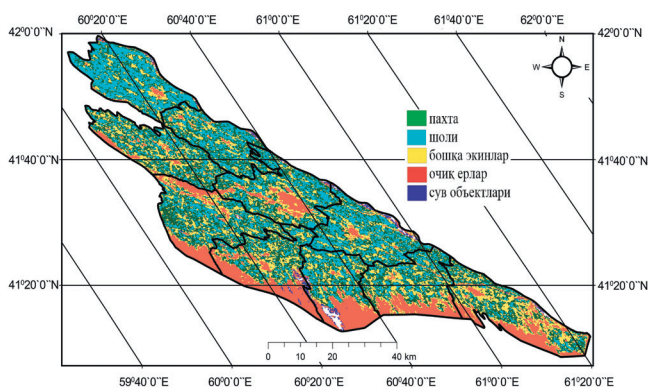 60°20'0"E 60°40'0"E 61°0'0"E 61°20'0"E 61°40'0"E 62°0'0"E
42°0'0"N 42°0'0"N
N
W E
S
пахта
шоли
бошқа экинлар
очиқ ерлар
сув объектлари
41°40'0"N 41°40'0"N
41°20'0"N 41°20'0"N
0 10 20 40 km
59°40'0"E 60°0'0"E 60°20'0"E 60°40'0"E 61°0'0"E 61°20'0"E